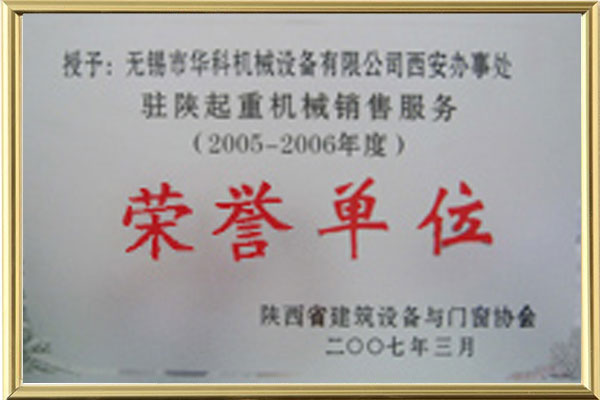 授予：无锡市华科机械设备有限公司西安办事处
驻陕起重机械销售服务
（2005-2006年度）
荣誉单位
陕西省建筑设备与门窗协会
二〇〇七年三月